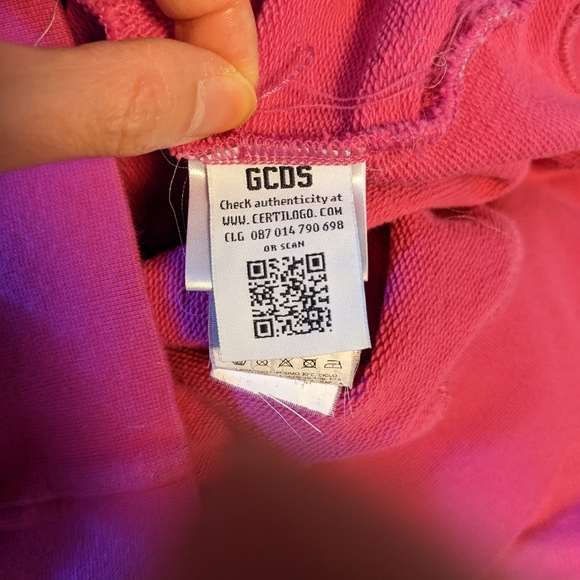 GCDS
Check authenticity at
WWW.CERTILOGO.COM
CLG 087 014 790 698
OR SCAN